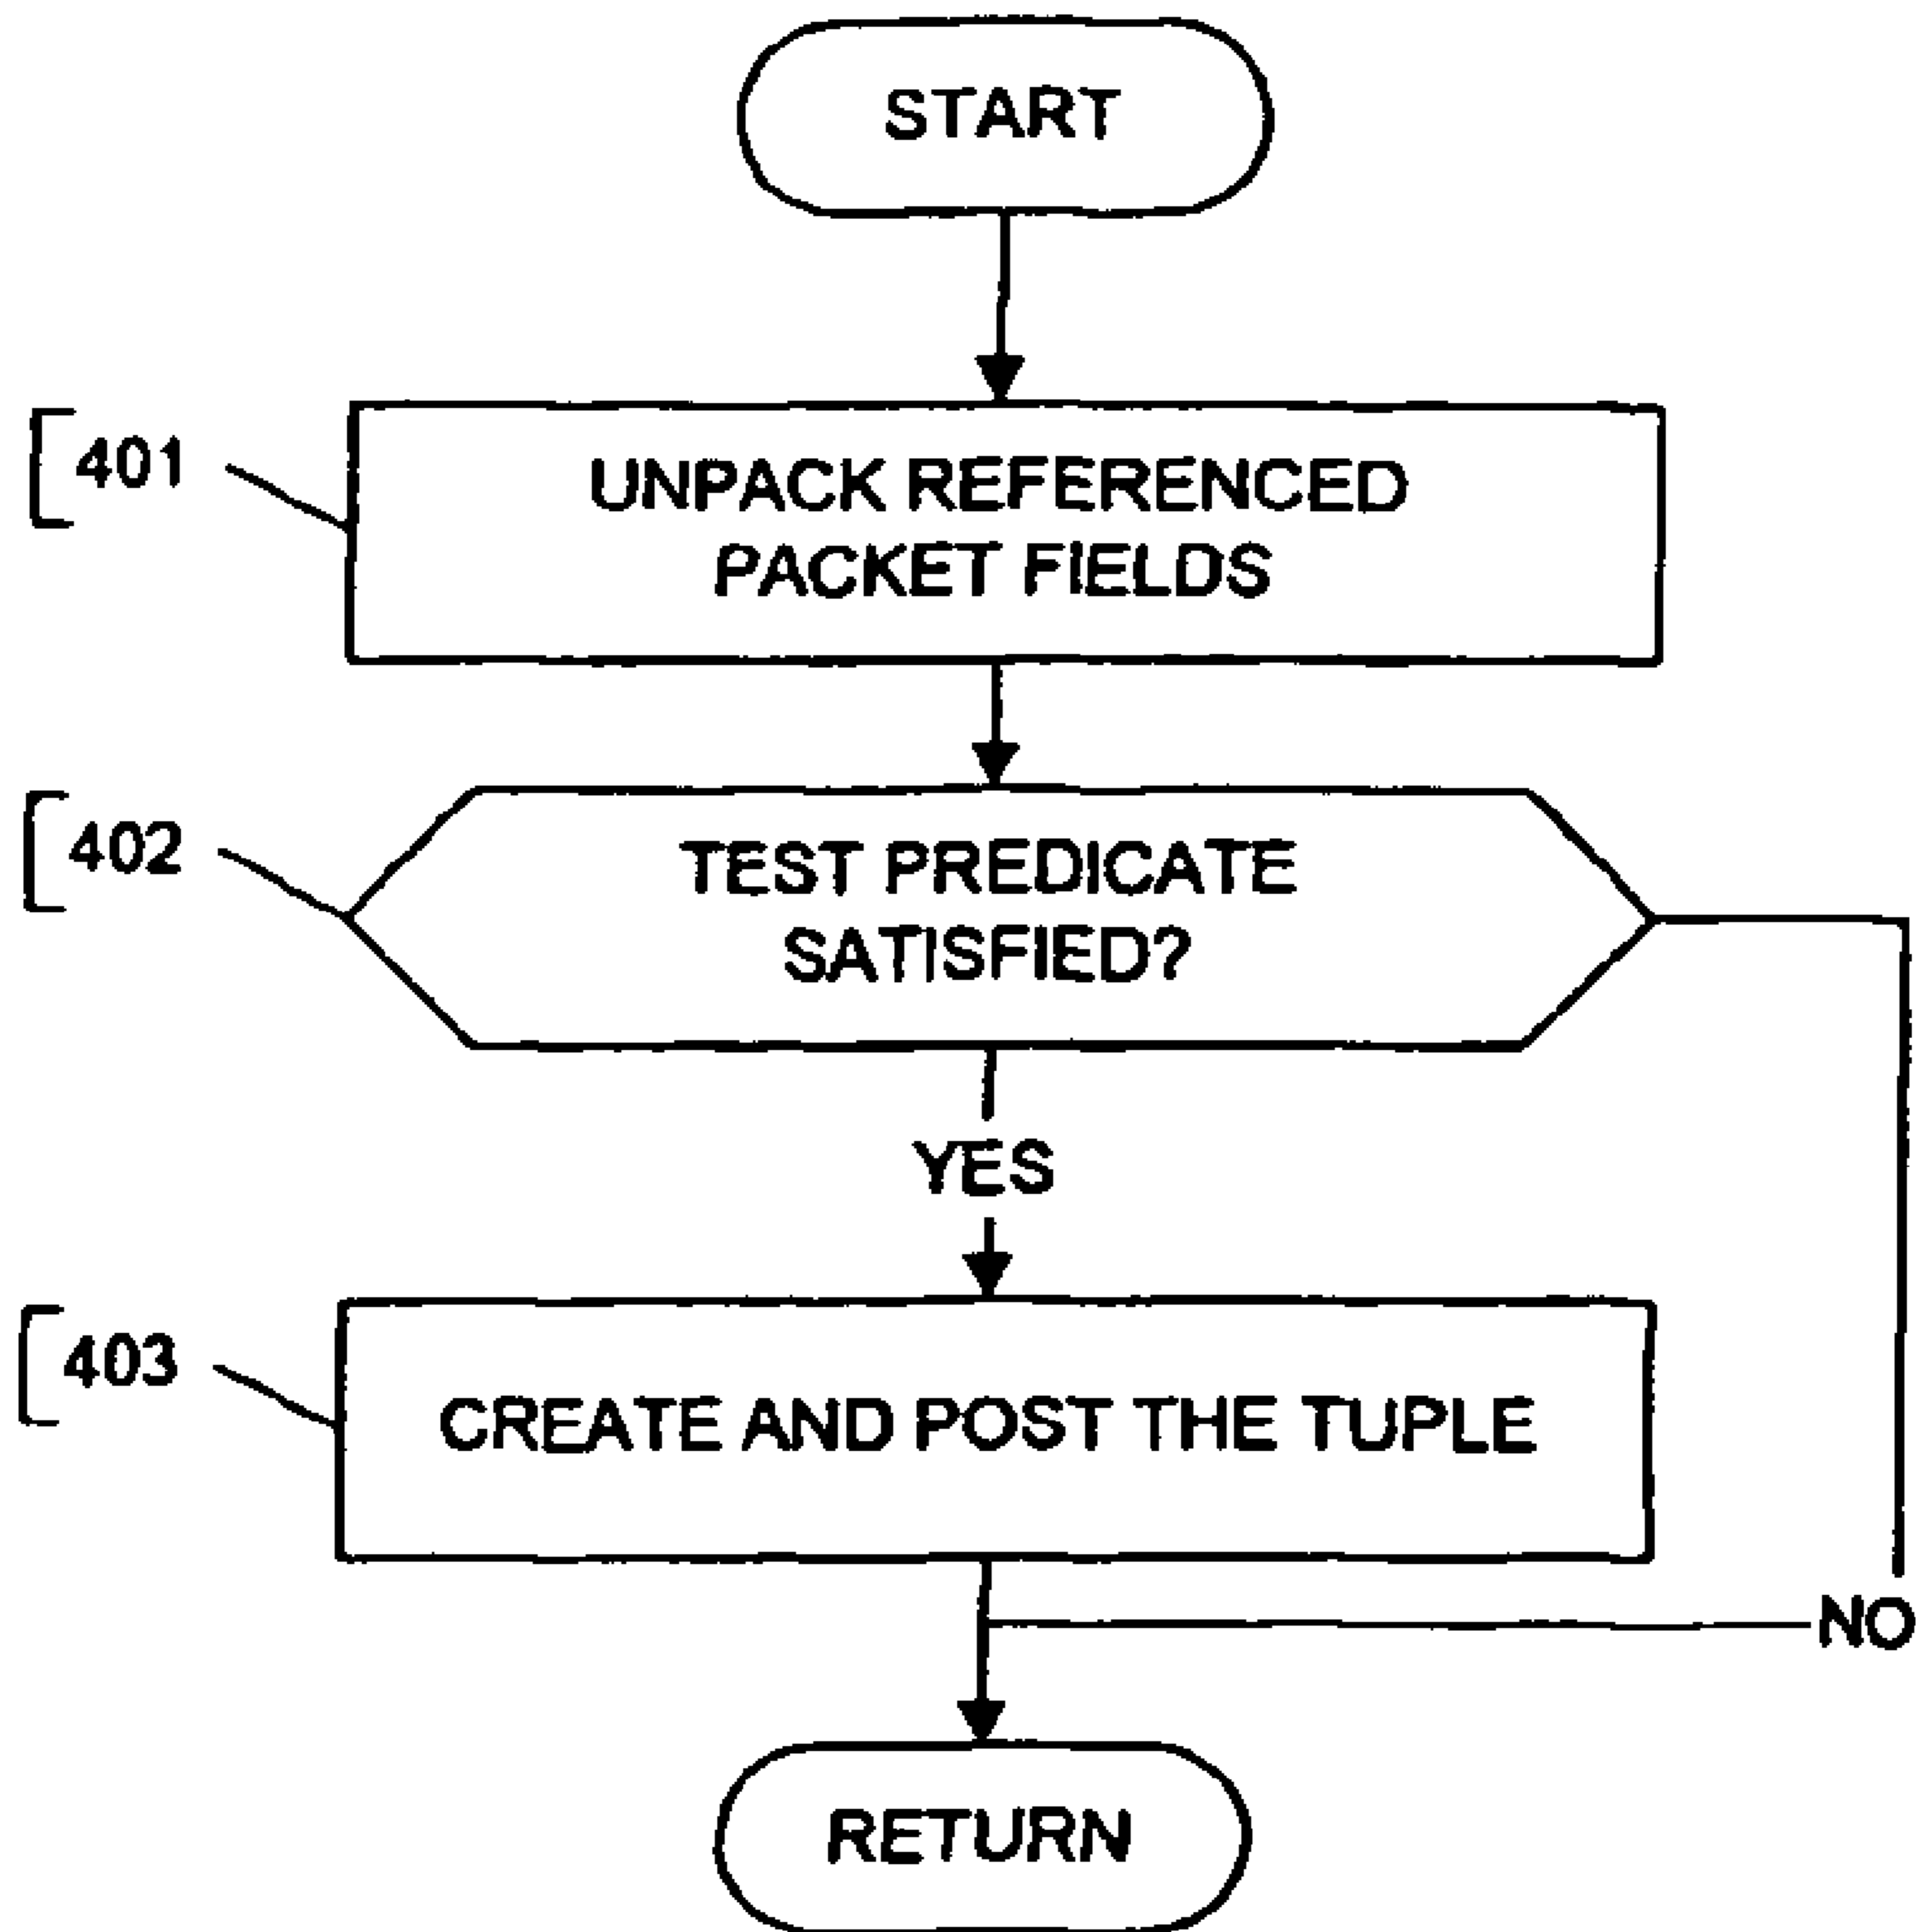 START
401
UNPACK REFERENCED
PACKET FIELDS
402
TEST PREDICATE
SATISFIED?
YES
403
CREATE AND POST THE TUPLE
NO
RETURN